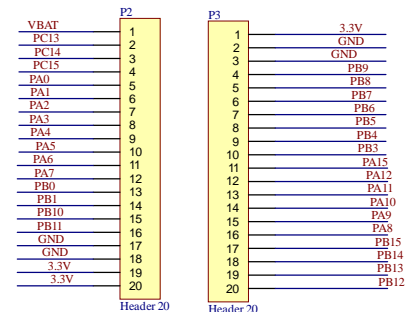 P2
VBAT 1
PC13 2
PC14 3
PC15 4
PA0 5
PA1 6
PA2 7
PA3 8
PA4 9
PA5 10
PA6 11
PA7 12
PB0 13
PB1 14
PB10 15
PB11 16
GND 17
GND 18
3.3V 19
3.3V 20
Header 20
P3
1 3.3V
2 GND
3 GND
4 PB9
5 PB8
6 PB7
7 PB6
8 PB5
9 PB4
10 PB3
11 PA15
12 PA12
13 PA11
14 PA10
15 PA9
16 PA8
17 PB15
18 PB14
19 PB13
20 PB12
Header 20